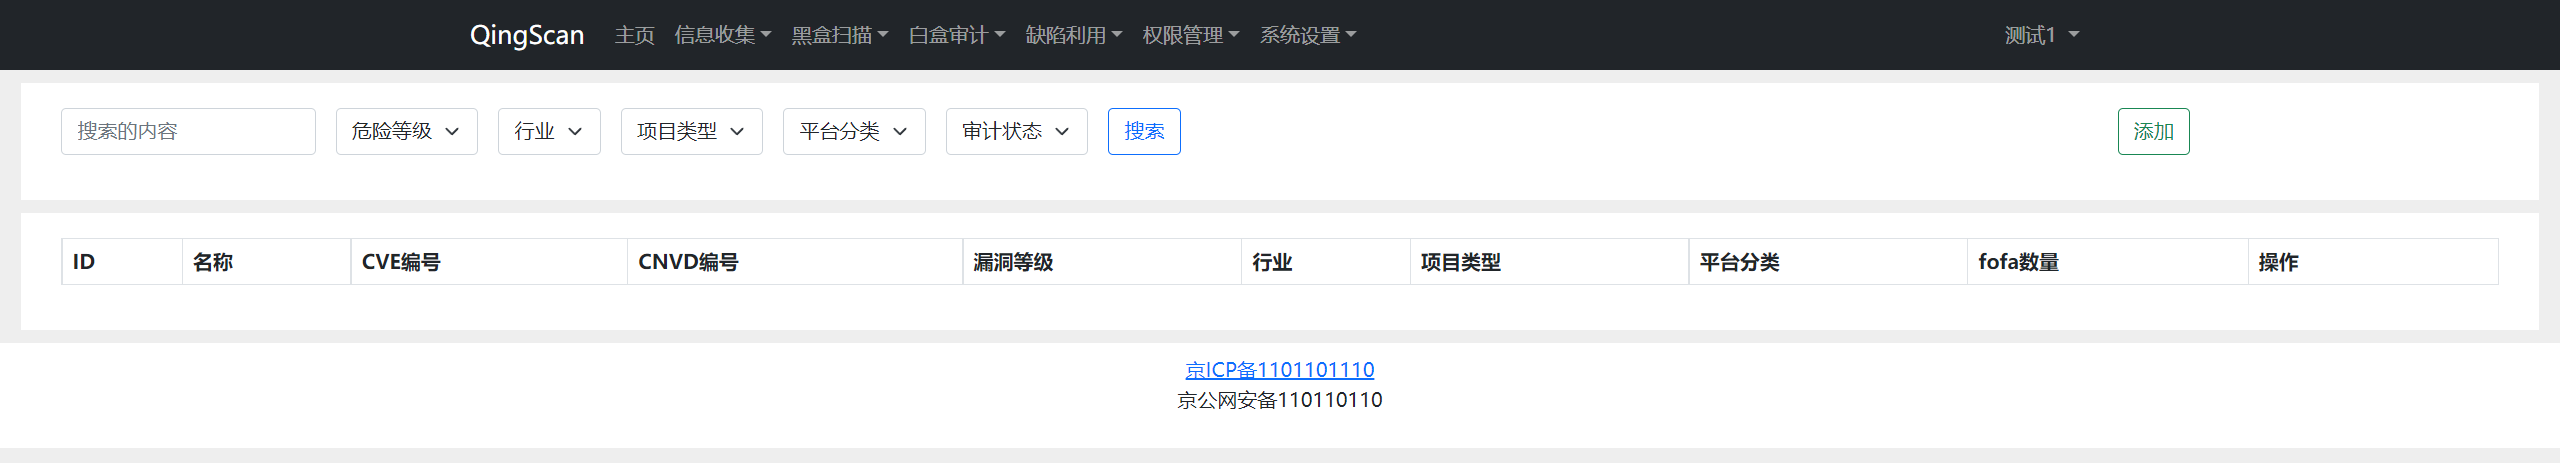 QingScan 主页 信息收集 黑盒扫描 白盒审计 缺陷利用 权限管理 系统设置 测试1
搜索的内容 危险等级 行业 项目类型 平台分类 审计状态 搜索 添加
ID 名称 CVE编号 CNVD编号 漏洞等级 行业 项目类型 平台分类 fofa数量 操作
京ICP备1101101110
京公网安备110110110